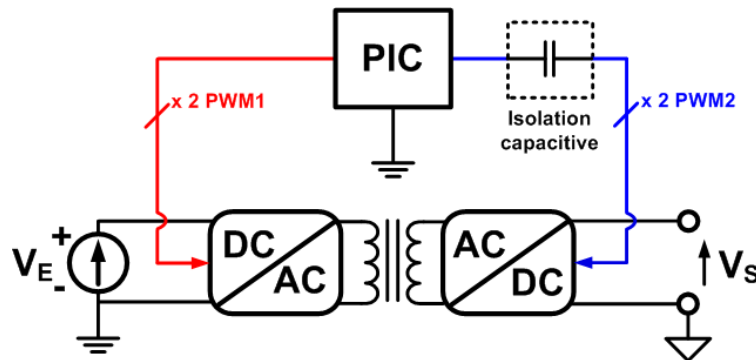 PIC
x 2 PWM1
x 2 PWM2
Isolation
capacitive
+
V_E
-
DC
AC
AC
DC
V_S